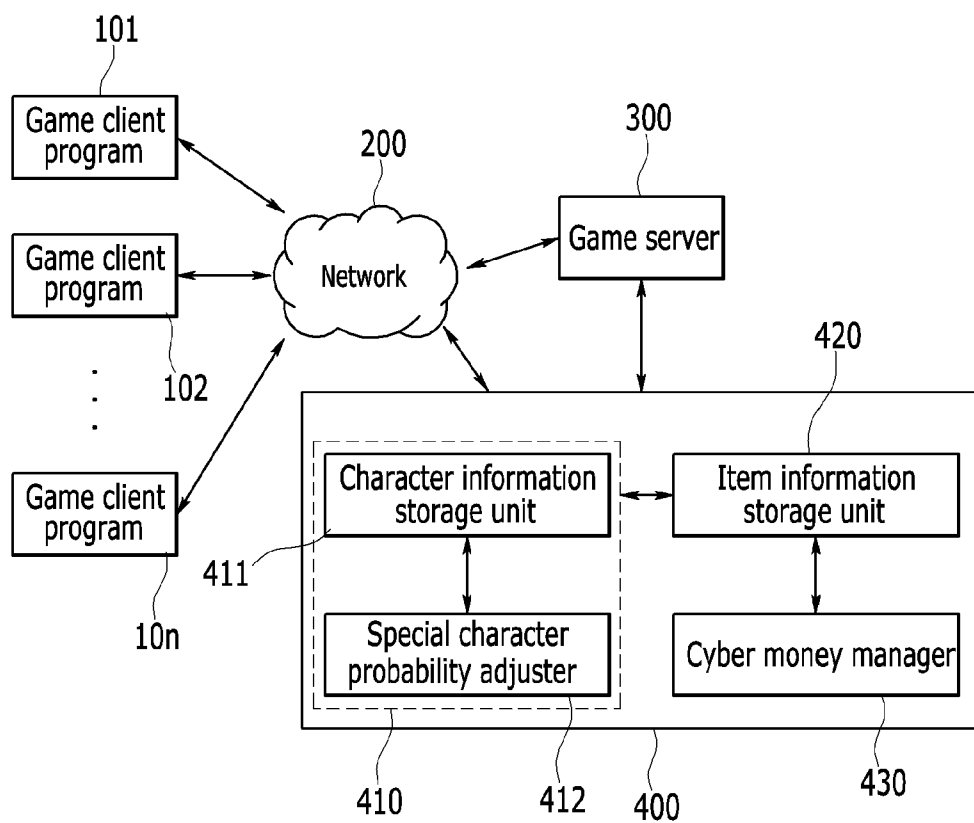 101
Game client
program
200
300
Network
Game server
Game client
program
102
420
Game client
program
10n
Character information
storage unit
411
Item information
storage unit
Special character
probability adjuster
Cyber money manager
410
412
400
430